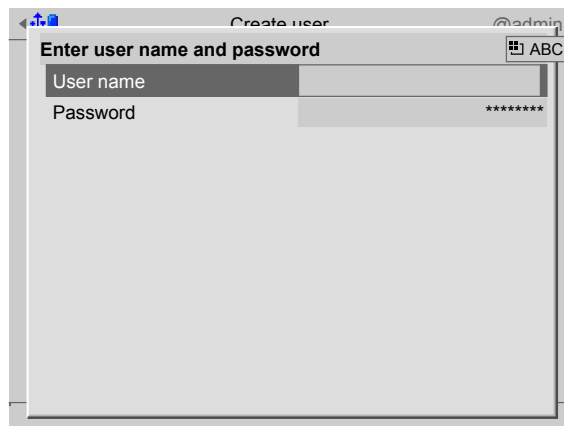 Create user @admin
Enter user name and password ABC
User name
Password ********